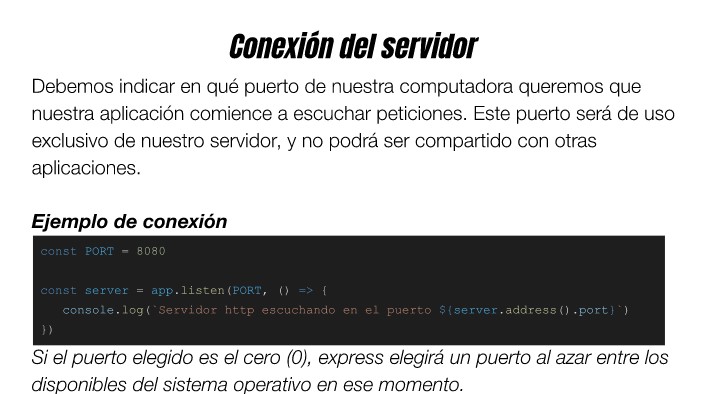 Conexión del servidor
Debemos indicar en qué puerto de nuestra computadora queremos que
nuestra aplicación comience a escuchar peticiones. Este puerto será de uso
exclusivo de nuestro servidor, y no podrá ser compartido con otras
aplicaciones.
Ejemplo de conexión
const PORT = 8080
const server = app.listen(PORT, () => {
console.log(`Servidor http escuchando en el puerto ${server.address().port}`)
})
Si el puerto elegido es el cero (0), express elegirá un puerto al azar entre los
disponibles del sistema operativo en ese momento.